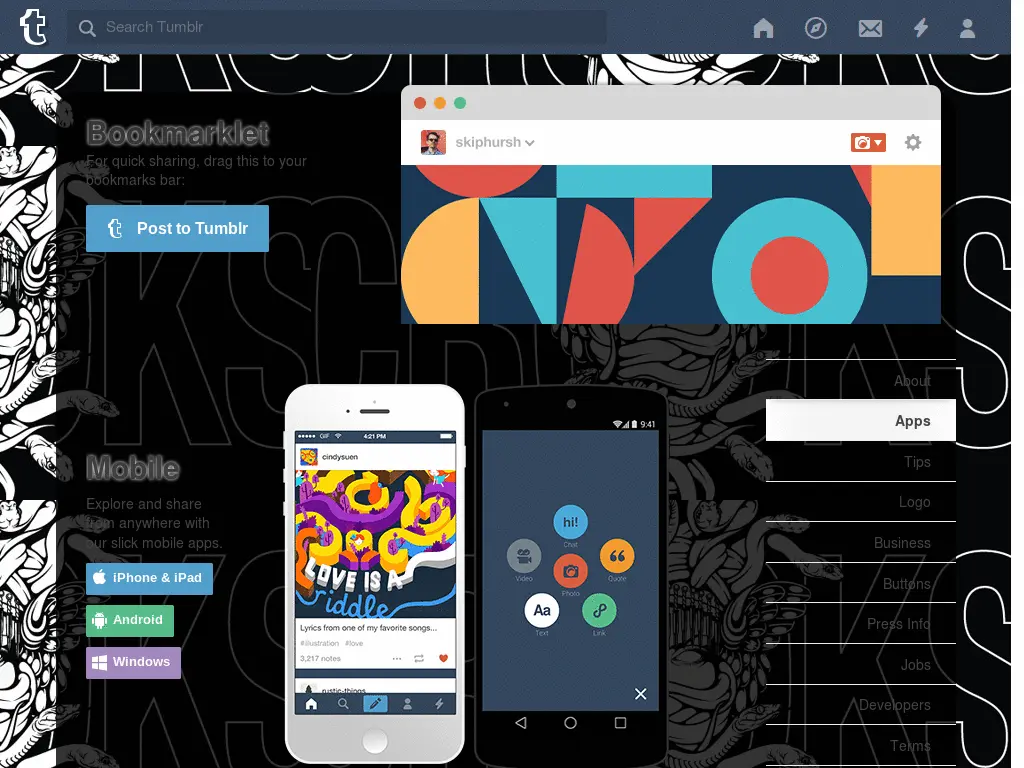 Search Tumblr
Bookmarklet
For quick sharing, drag this to your
bookmarks bar:
Post to Tumblr
skiphursh
Mobile
Explore and share
from anywhere with
our slick mobile apps.
iPhone & iPad
Android
Windows
GIF
4:21 PM
cindysuen
LOVE IS A
riddle
Lyrics from one of my favorite songs...
#illustration #love
3,217 notes
rustic-things
9:41
hi!
Chat
Video
Quote
Photo
Aa
Text
Link
About
Apps
Tips
Logo
Business
Buttons
Press Info
Jobs
Developers
Terms